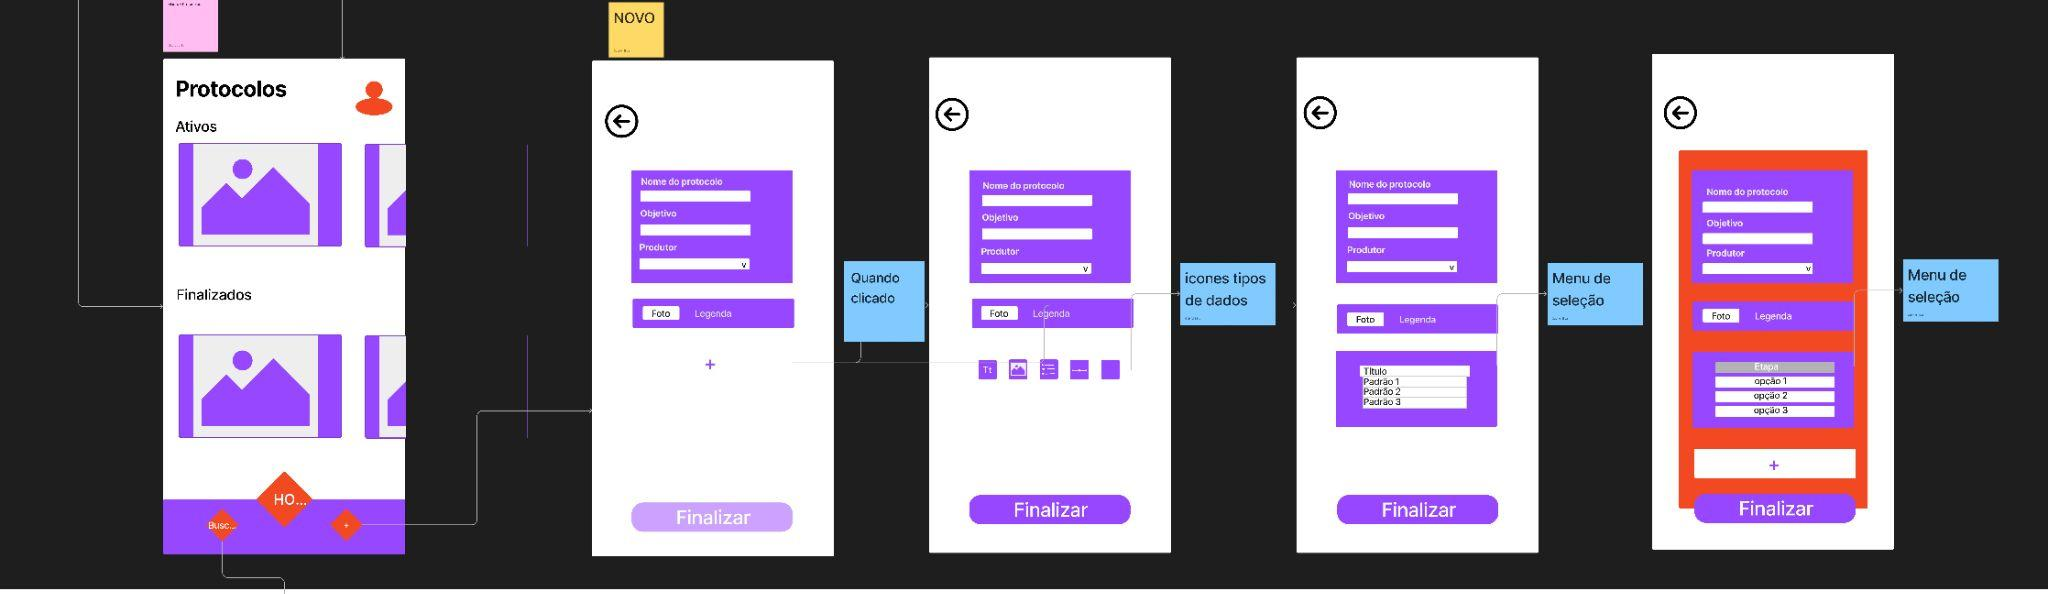 NOVO
Protocolos
Ativos
Finalizados
HO...
Busc...
+
Nome do protocolo
Objetivo
Produtor
v
Foto Legenda
+
Finalizar
Quando
clicado
Nome do protocolo
Objetivo
Produtor
v
Foto Legenda
Tt
Finalizar
icones tipos
de dados
Nome do protocolo
Objetivo
Produtor
v
Foto Legenda
Título
Padrão 1
Padrão 2
Padrão 3
Finalizar
Menu de
seleção
Nomo do protocolo
Objetivo
Produtor
v
Foto Legenda
Etapa
opção 1
opção 2
opção 3
+
Finalizar
Menu de
seleção